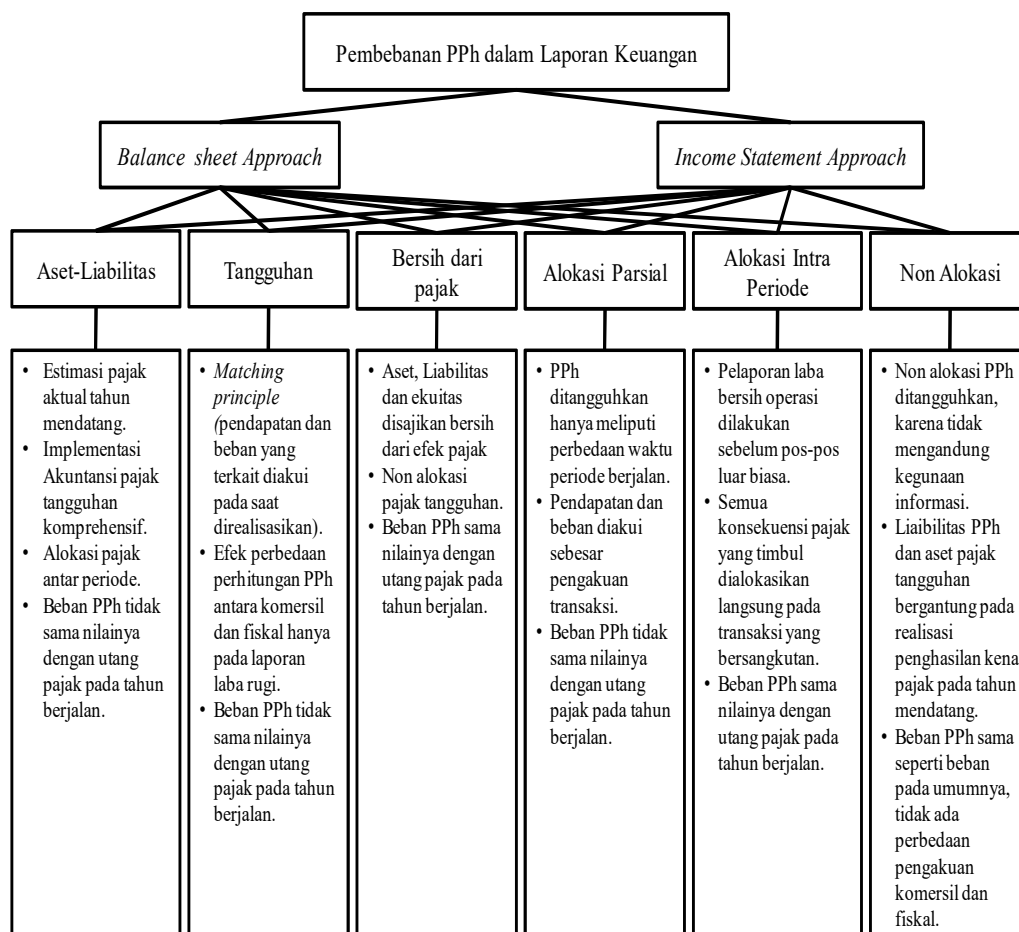 Pembebanan PPh dalam Laporan Keuangan
Balance sheet Approach
Income Statement Approach
Aset-Liabilitas
Tangguhan
Bersih dari
pajak
Alokasi Parsial
Alokasi Intra
Periode
Non Alokasi
• Estimasi pajak
aktual tahun
mendatang.
• Implementasi
Akuntansi pajak
tangguhan
komprehensif.
• Alokasi pajak
antar periode.
• Beban PPh tidak
sama nilainya
dengan utang
pajak pada tahun
berjalan.
• Matching
principle
(pendapatan dan
beban yang
terkait diakui
pada saat
direalisasikan).
• Efek perbedaan
perhitungan PPh
antara komersil
dan fiskal hanya
pada laporan
laba rugi.
• Beban PPh tidak
sama nilainya
dengan utang
pajak pada tahun
berjalan.
• Aset, Liabilitas
dan ekuitas
disajikan bersih
dari efek pajak
• Non alokasi
pajak tangguhan.
• Beban PPh sama
nilainya dengan
utang pajak pada
tahun berjalan.
• PPh
ditangguhkan
hanya meliputi
perbedaan waktu
periode berjalan.
• Pendapatan dan
beban diakui
sebesar
pengakuan
transaksi.
• Beban PPh tidak
sama nilainya
dengan utang
pajak pada tahun
berjalan.
• Pelaporan laba
bersih operasi
dilakukan
sebelum pos-pos
luar biasa.
• Semua
konsekuensi pajak
yang timbul
dialokasikan
langsung pada
transaksi yang
bersangkutan.
• Beban PPh sama
nilainya dengan
utang pajak pada
tahun berjalan.
• Non alokasi PPh
ditangguhkan,
karena tidak
mengandung
kegunaan
informasi.
• Liaibilitas PPh
dan aset pajak
tangguhan
bergantung pada
realisasi
penghasilan kena
pajak pada tahun
mendatang.
• Beban PPh sama
seperti beban
pada umumnya,
tidak ada
perbedaan
pengakuan
komersil dan
fiskal.